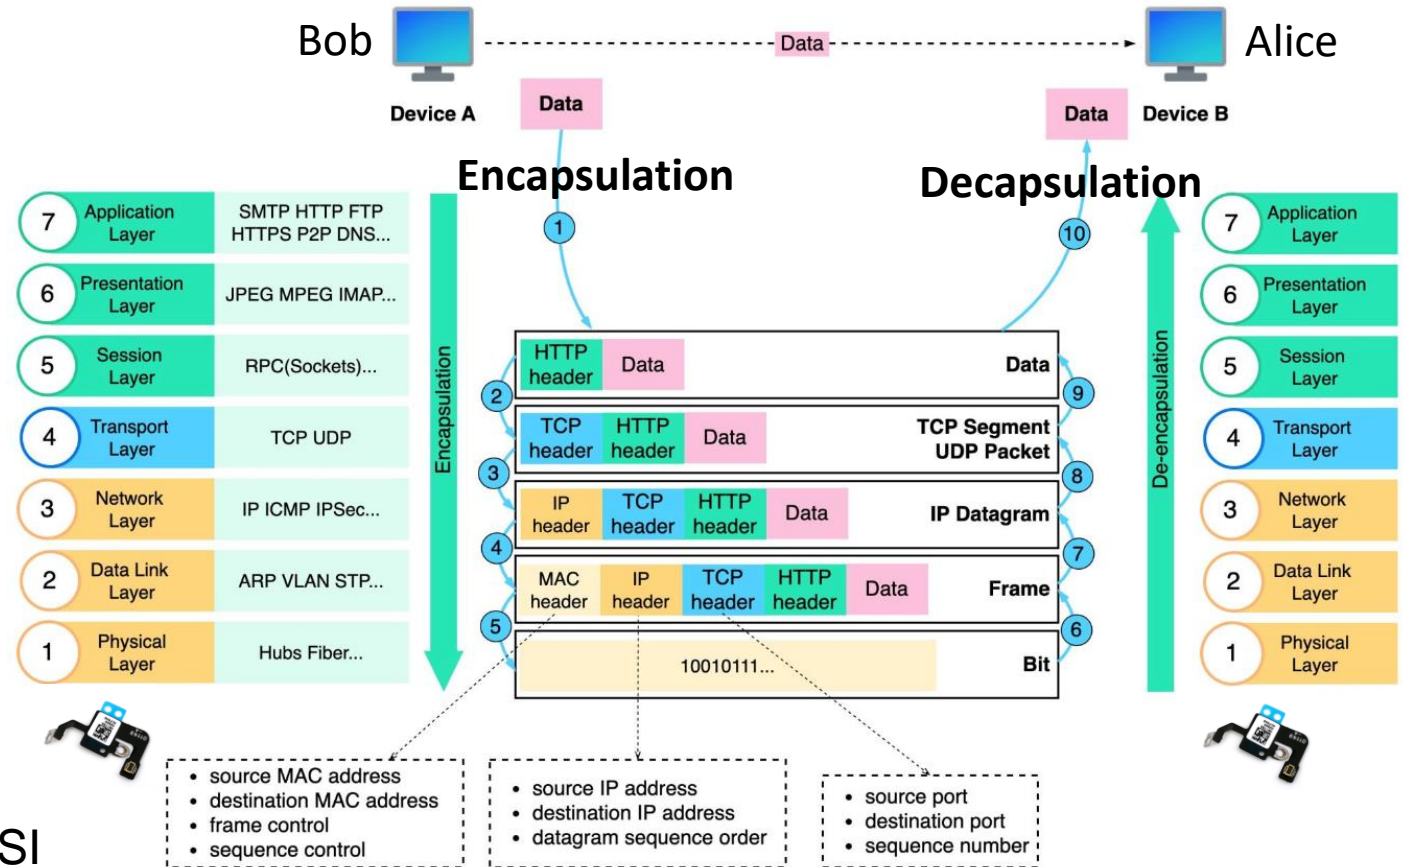 Bob
Data
Alice
Device A
Data
Data
Device B
Encapsulation
Decapsulation
1
10
7
Application
Layer
SMTP HTTP FTP
HTTPS P2P DNS...
6
Presentation
Layer
JPEG MPEG IMAP...
5
Session
Layer
RPC(Sockets)...
4
Transport
Layer
TCP UDP
3
Network
Layer
IP ICMP IPSec...
2
Data Link
Layer
ARP VLAN STP...
1
Physical
Layer
Hubs Fiber...
Encapsulation
HTTP
header
Data
Data
2
9
TCP
header
HTTP
header
Data
TCP Segment
UDP Packet
3
8
IP
header
TCP
header
HTTP
header
Data
IP Datagram
4
7
MAC
header
IP
header
TCP
header
HTTP
header
Data
Frame
5
6
10010111...
Bit
De-encapsulation
7
Application
Layer
6
Presentation
Layer
5
Session
Layer
4
Transport
Layer
3
Network
Layer
2
Data Link
Layer
1
Physical
Layer
• source MAC address
• destination MAC address
• frame control
• sequence control
• source IP address
• destination IP address
• datagram sequence order
• source port
• destination port
• sequence number
SI